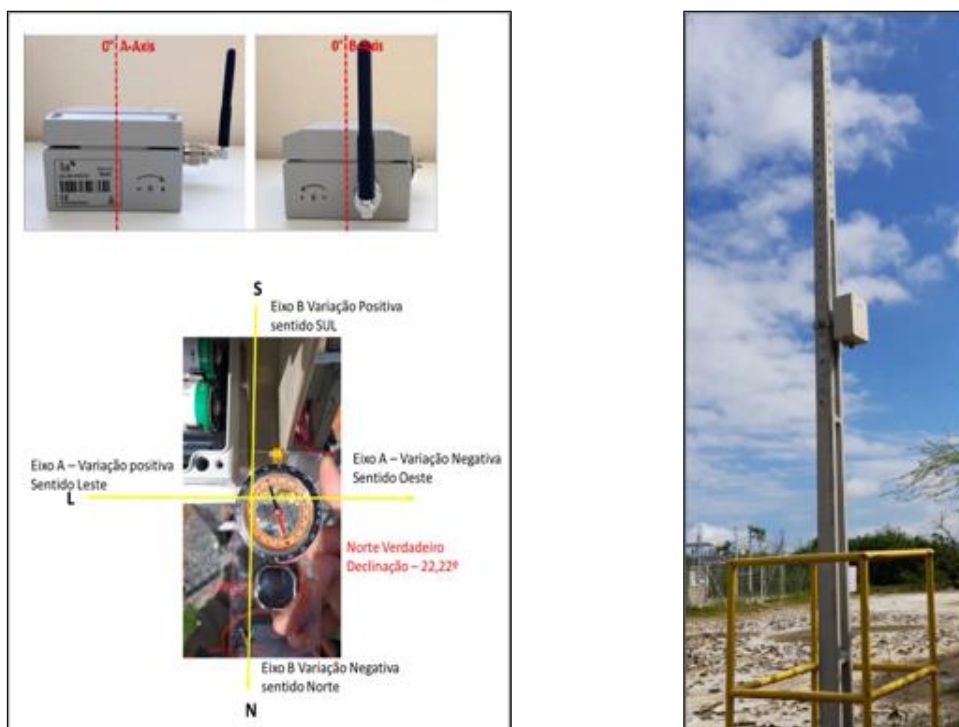 0° A-Axis
0° B-Axis
S
Eixo B Variação Positiva
sentido SUL
Eixo A – Variação positiva
Sentido Leste
L
Eixo A – Variação Negativa
Sentido Oeste
Norte Verdadeiro
Declinação – 22,22º
Eixo B Variação Negativa
sentido Norte
N